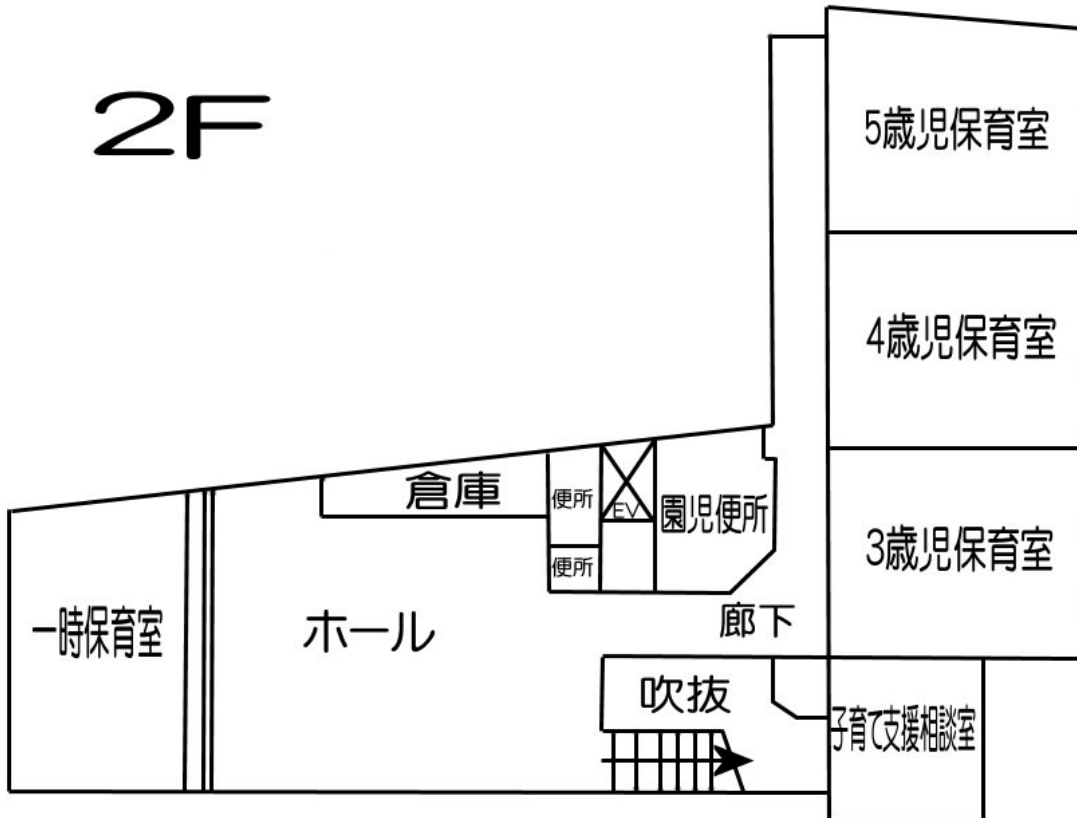 2F
5歳児保育室
4歳児保育室
倉庫
便所
EV
園児便所
3歳児保育室
便所
一時保育室
ホール
廊下
吹抜
子育て支援相談室